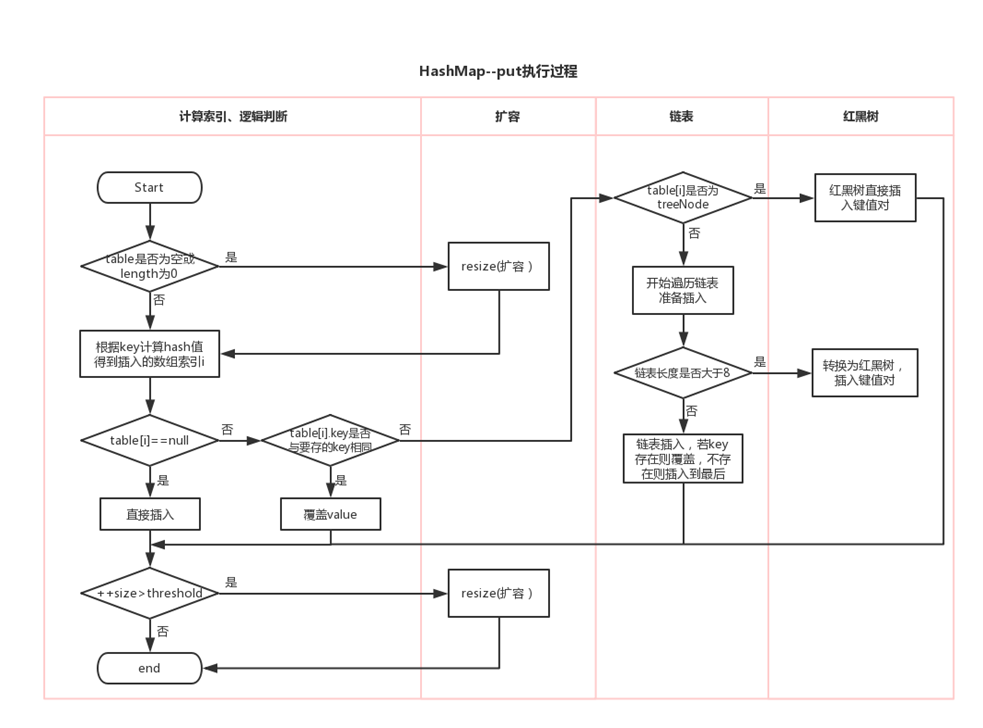 HashMap--put执行过程
计算索引、逻辑判断
扩容
链表
红黑树
Start
table是否为空或
length为0
是
resize(扩容）
否
根据key计算hash值
得到插入的数组索引i
table[i]==null
否
table[i].key是否
与要存的key相同
否
是
直接插入
是
覆盖value
++size>threshold
是
resize(扩容）
否
end
table[i]是否为
treeNode
是
红黑树直接插
入键值对
否
开始遍历链表
准备插入
链表长度是否大于8
是
转换为红黑树，
插入键值对
否
链表插入，若key
存在则覆盖，不存
在则插入到最后